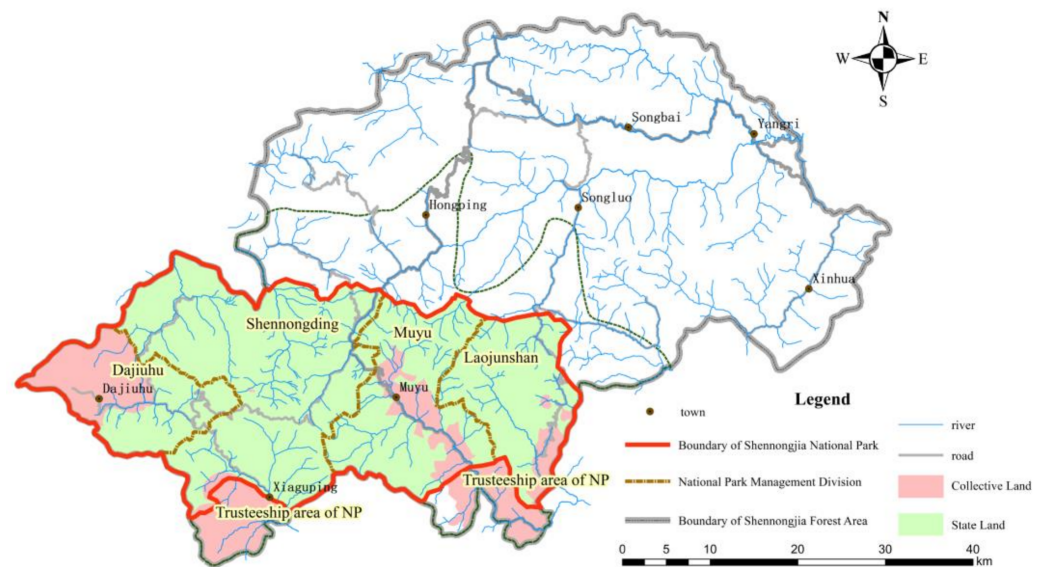 N
W
E
S
Songbai
Yangri
Hongping
Songluo
Xinhua
Shennongding
Muyu
Laojunshan
Dajiuhu
Dajiuhu
Muyu
Xiaguping
Trusteeship area of NP
Trusteeship area of NP
Legend
town
Boundary of Shennongjia National Park
National Park Management Division
Boundary of Shennongjia Forest Area
river
road
Collective Land
State Land
0 5 10 20 30 40
km